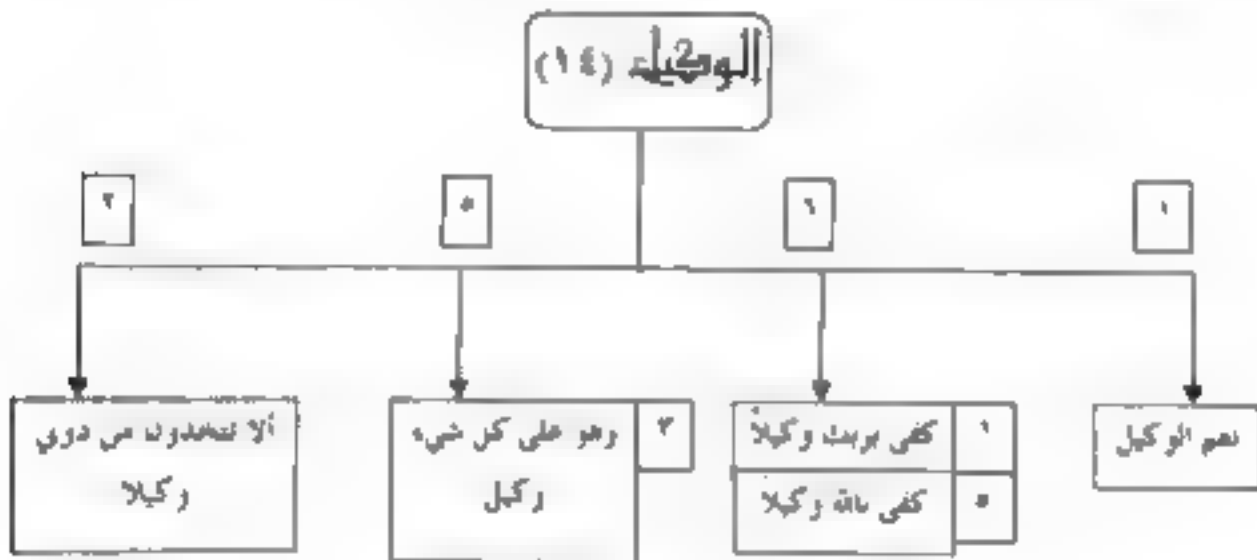 (١٤)
١
٦
٥
٢
نعم الوكيل
١
كفى بربك وكيلاً
٥
كفى بالله وكيلاً
٣
وهو على كل شيء
وكيل
ألا تتخذوا من دوني
وكيلا